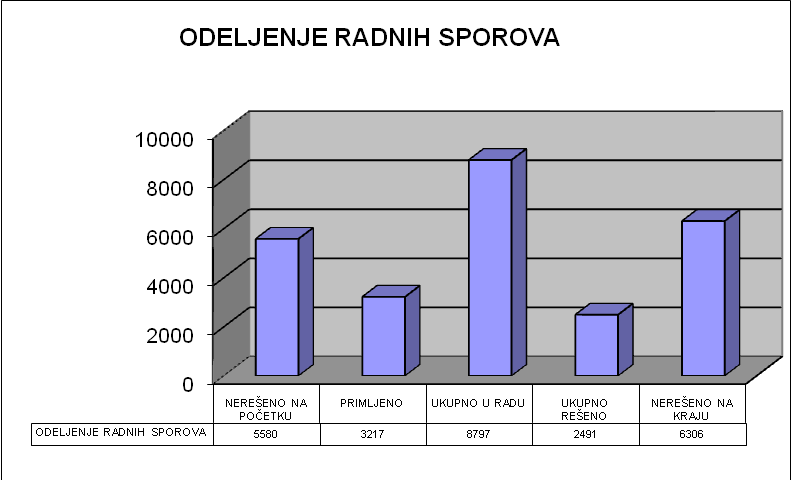 ODELJENJE RADNIH SPOROVA
10000
8000
6000
4000
2000
0
NEREŠENO NA
POČETKU
PRIMLJENO
UKUPNO U RADU
UKUPNO
REŠENO
NEREŠENO NA
KRAJU
ODELJENJE RADNIH SPOROVA 5580 3217 8797 2491 6306